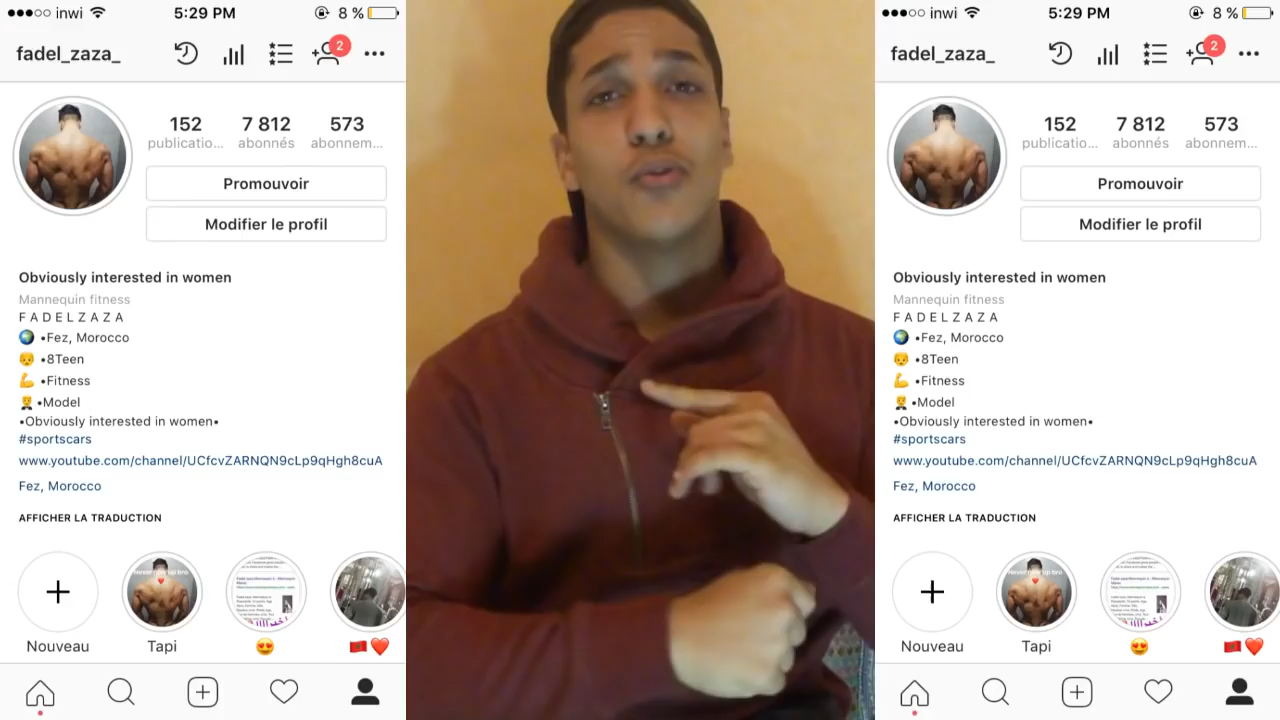 inwi 5:29 PM 8 %
fadel_zaza_ 2
152 7 812 573
publicatio... abonnés abonnem...
Promouvoir
Modifier le profil
Obviously interested in women
Mannequin fitness
F A D E L Z A Z A
•Fez, Morocco
•8Teen
•Fitness
•Model
•Obviously interested in women•
#sportscars
www.youtube.com/channel/UCfcvZARNQN9cLp9qHgh8cuA
Fez, Morocco
AFFICHER LA TRADUCTION
Nouveau Tapi
inwi 5:29 PM 8 %
fadel_zaza_ 2
152 7 812 573
publicatio... abonnés abonnem...
Promouvoir
Modifier le profil
Obviously interested in women
Mannequin fitness
F A D E L Z A Z A
•Fez, Morocco
•8Teen
•Fitness
•Model
•Obviously interested in women•
#sportscars
www.youtube.com/channel/UCfcvZARNQN9cLp9qHgh8cuA
Fez, Morocco
AFFICHER LA TRADUCTION
Nouveau Tapi